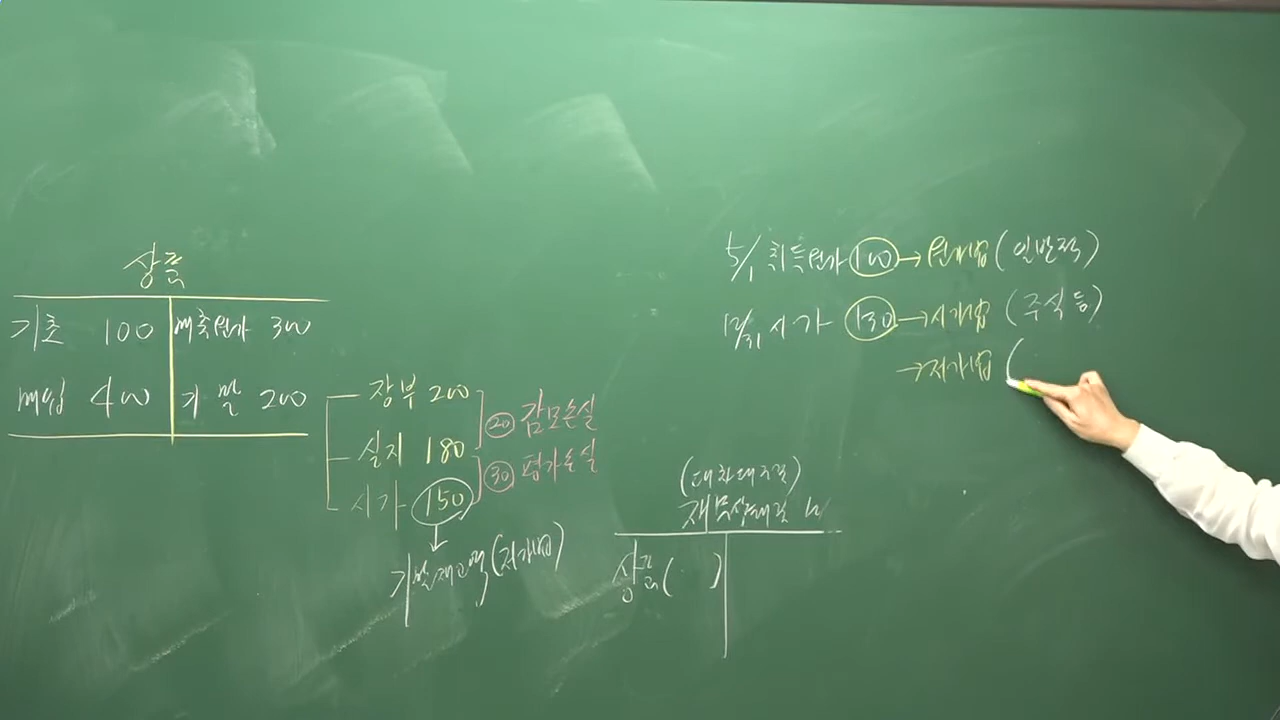 상품
기초 100 매출원가 300
매입 400 기말 200
장부 200
실지 180
시가 150
20 감모손실
30 평가손실
기말재고액(저가법)
(대차대조표)
재무상태표
상품( )
5/1 취득원가 100 → 원가법 (일반적)
12/31 시가 130 → 시가법 (주식 등)
→ 저가법 (